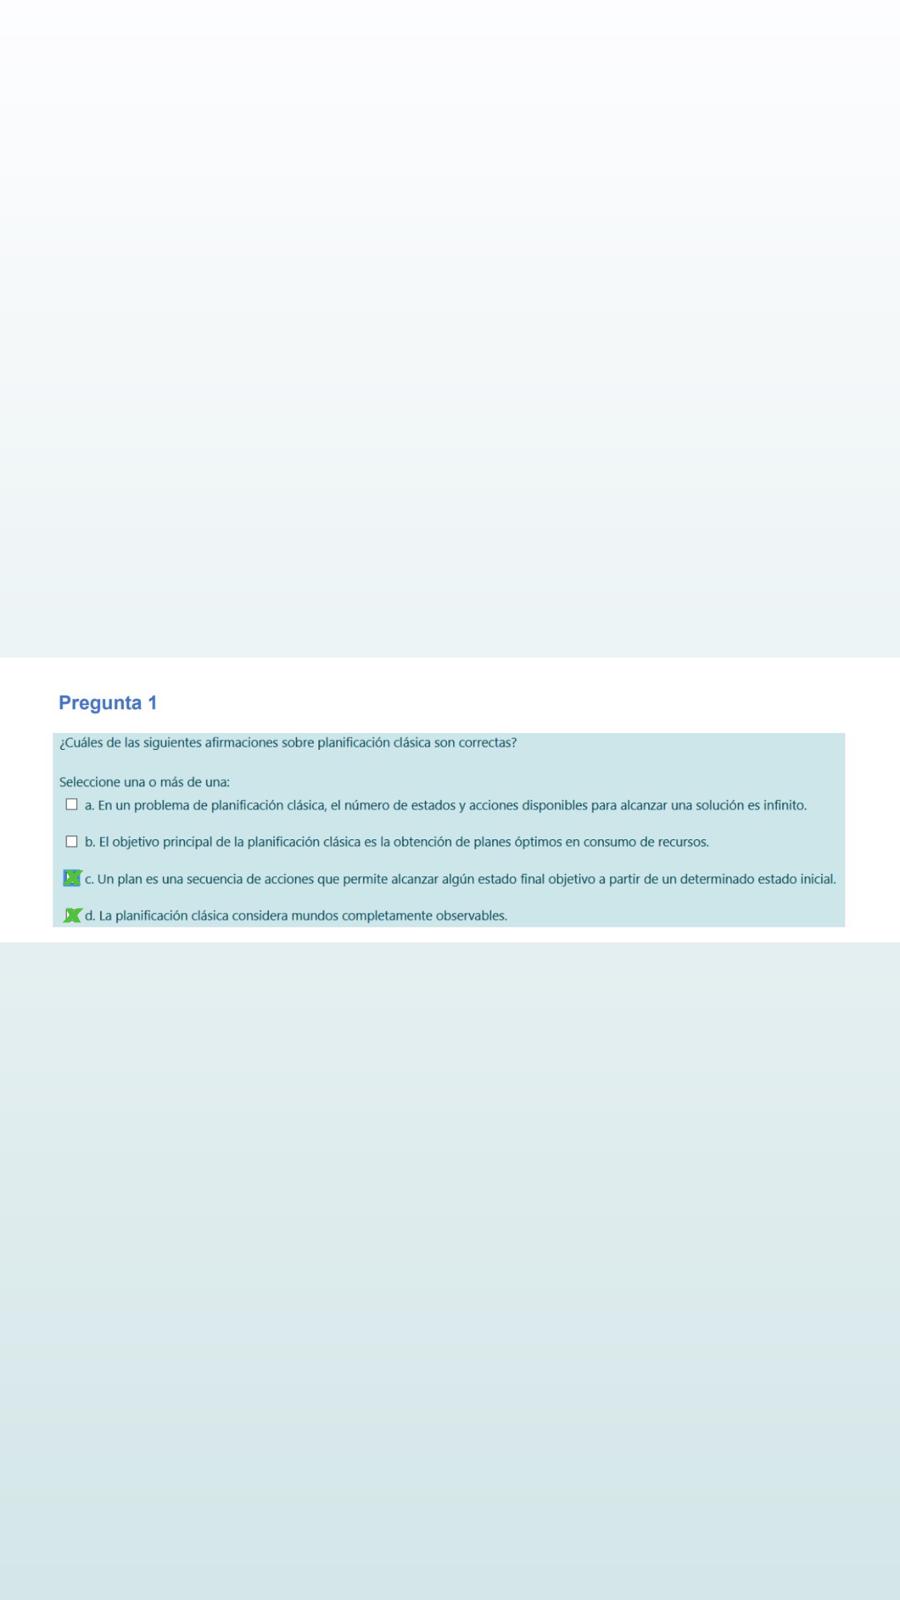 Pregunta 1
¿Cuáles de las siguientes afirmaciones sobre planificación clásica son correctas?
Seleccione una o más de una:
a. En un problema de planificación clásica, el número de estados y acciones disponibles para alcanzar una solución es infinito.
b. El objetivo principal de la planificación clásica es la obtención de planes óptimos en consumo de recursos.
c. Un plan es una secuencia de acciones que permite alcanzar algún estado final objetivo a partir de un determinado estado inicial.
d. La planificación clásica considera mundos completamente observables.